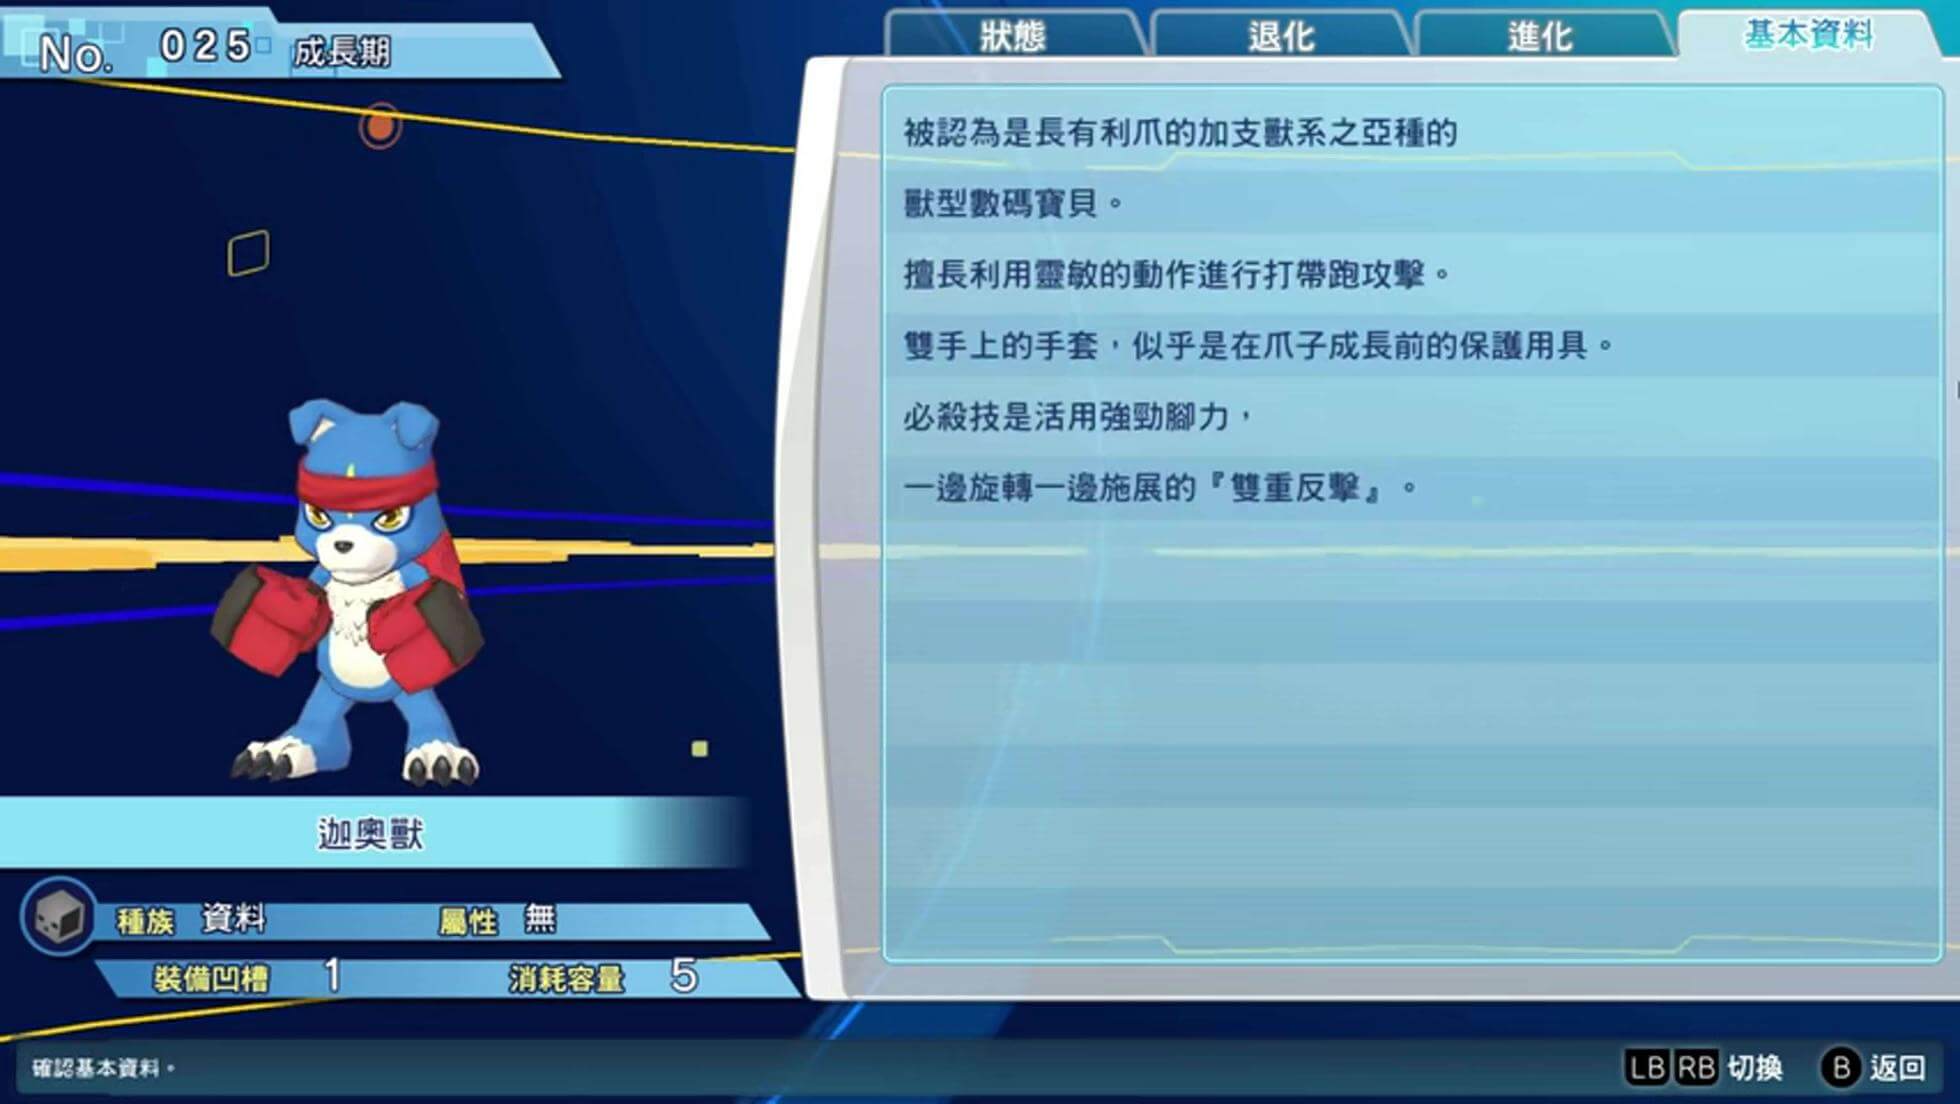 No. 025 成長期
狀態 退化 進化 基本資料
被認為是長有利爪的加支獸系之亞種的
獸型數碼寶貝。
擅長利用靈敏的動作進行打帶跑攻擊。
雙手上的手套，似乎是在爪子成長前的保護用具。
必殺技是活用強勁腳力，
一邊旋轉一邊施展的『雙重反擊』。
迦奧獸
種族 資料 屬性 無
裝備凹槽 1 消耗容量 5
確認基本資料。
LB RB 切換 B 返回